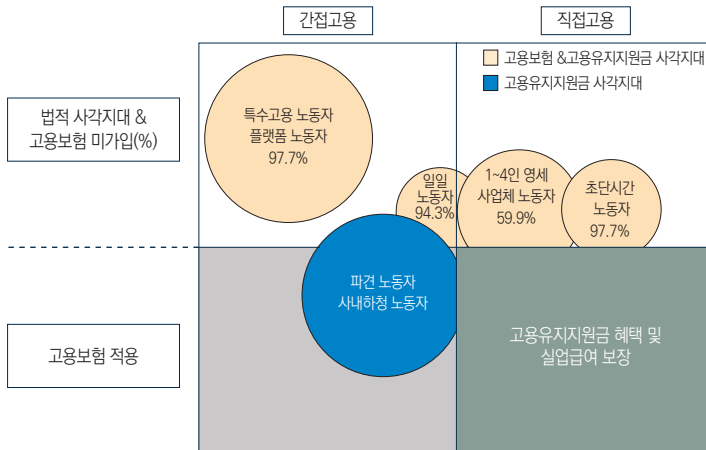 간접고용
직접고용
고용보험 &고용유지지원금 사각지대
고용유지지원금 사각지대
법적 사각지대 &
고용보험 미가입(%)
특수고용 노동자
플랫폼 노동자
97.7%
일일
노동자
94.3%
1~4인 영세
사업체 노동자
59.9%
초단시간
노동자
97.7%
파견 노동자
사내하청 노동자
고용보험 적용
고용유지지원금 혜택 및
실업급여 보장